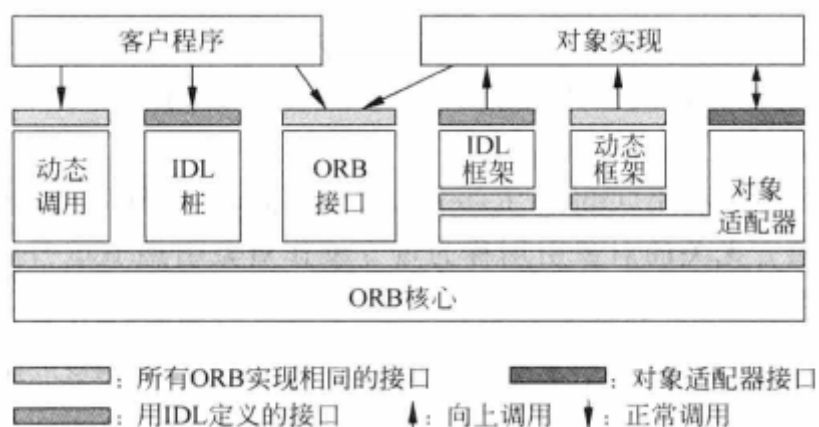 客户程序
对象实现
动态
调用
IDL
桩
ORB
接口
IDL
框架
动态
框架
对象
适配器
ORB核心
：所有ORB实现相同的接口
：对象适配器接口
：用IDL定义的接口
：向上调用
：正常调用